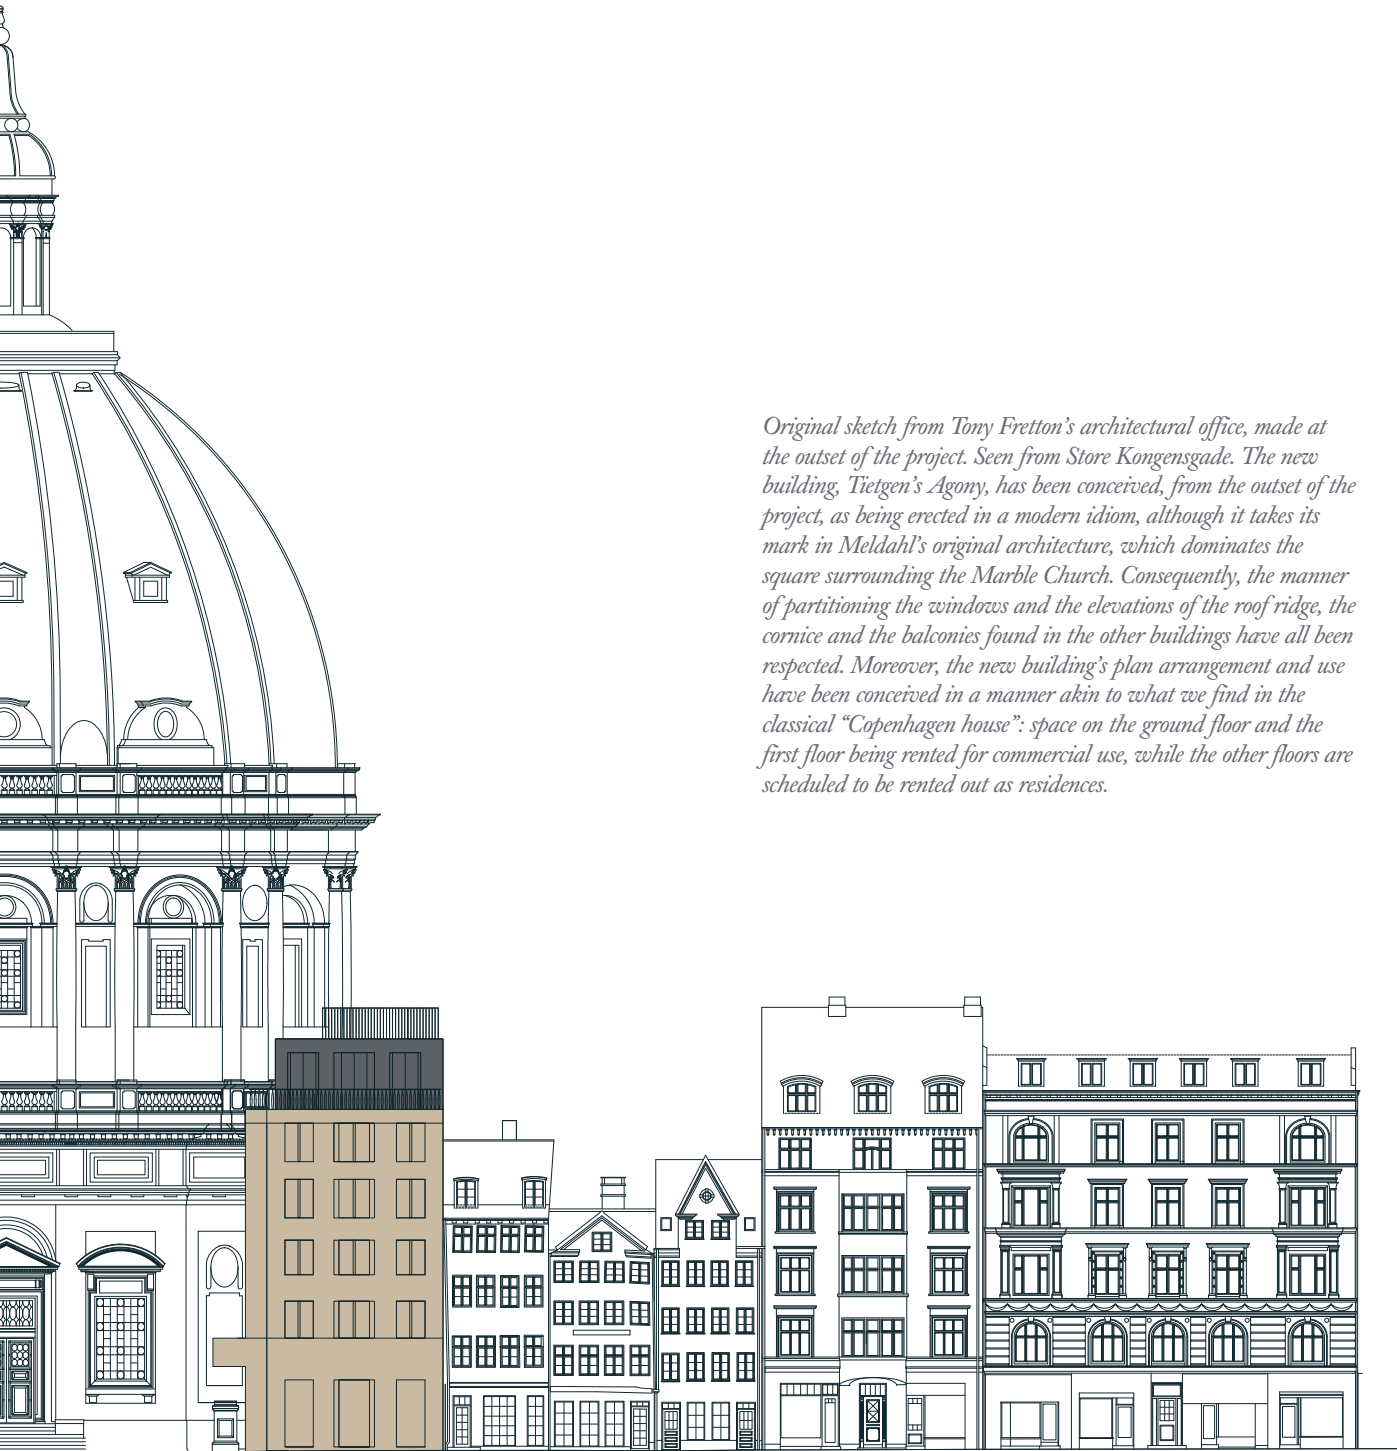 Original sketch from Tony Fretton’s architectural office, made at
the outset of the project. Seen from Store Kongensgade. The new
building, Tietgen’s Agony, has been conceived, from the outset of the
project, as being erected in a modern idiom, although it takes its
mark in Meldahl’s original architecture, which dominates the
square surrounding the Marble Church. Consequently, the manner
of partitioning the windows and the elevations of the roof ridge, the
cornice and the balconies found in the other buildings have all been
respected. Moreover, the new building’s plan arrangement and use
have been conceived in a manner akin to what we find in the
classical “Copenhagen house”: space on the ground floor and the
first floor being rented for commercial use, while the other floors are
scheduled to be rented out as residences.